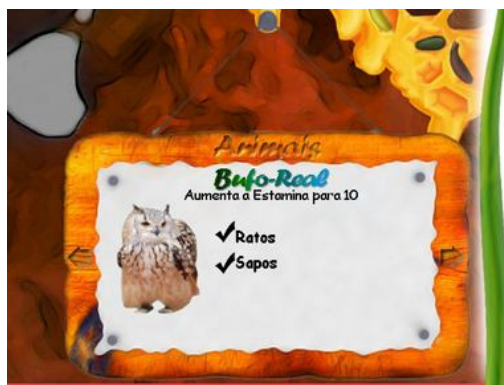 Animais
Bufo-Real
Aumenta a Estamina para 10
Ratos
Sapos